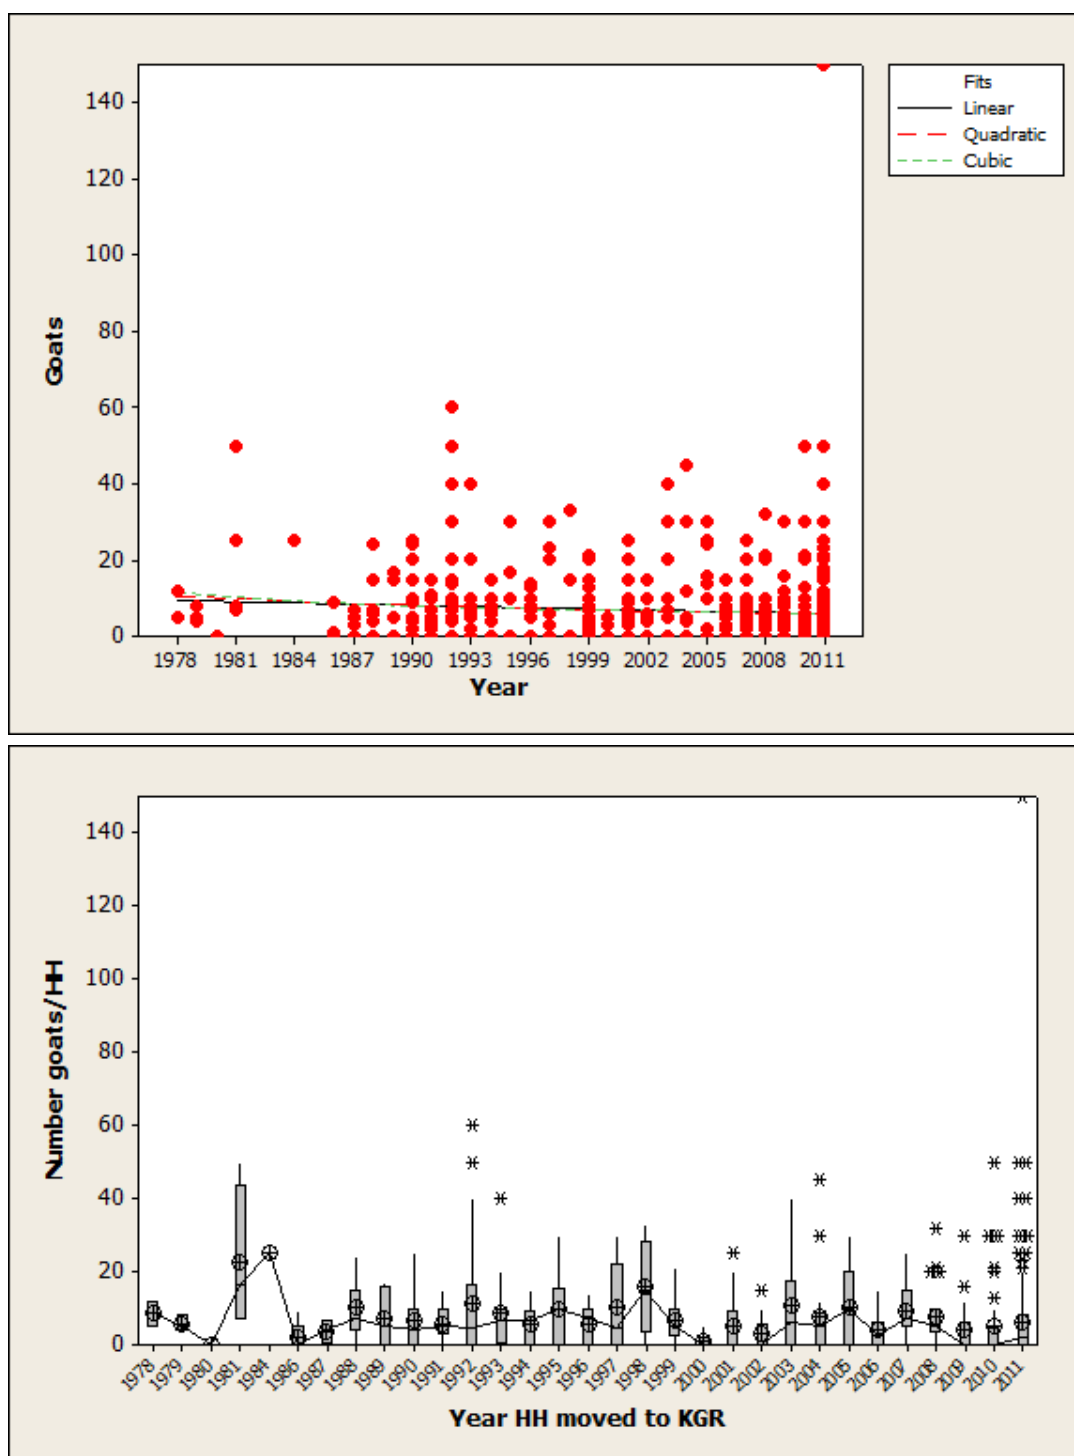 140
120
100
80
60
40
20
0
Goats
1978 1981 1984 1987 1990 1993 1996 1999 2002 2005 2008 2011
Year
Fits
Linear
Quadratic
Cubic
140
120
100
80
60
40
20
0
Number goats/HH
1978 1979 1980 1981 1984 1986 1987 1988 1989 1990 1991 1992 1993 1994 1995 1996 1997 1998 1999 2000 2001 2002 2003 2004 2005 2006 2007 2008 2009 2010 2011
Year HH moved to KGR